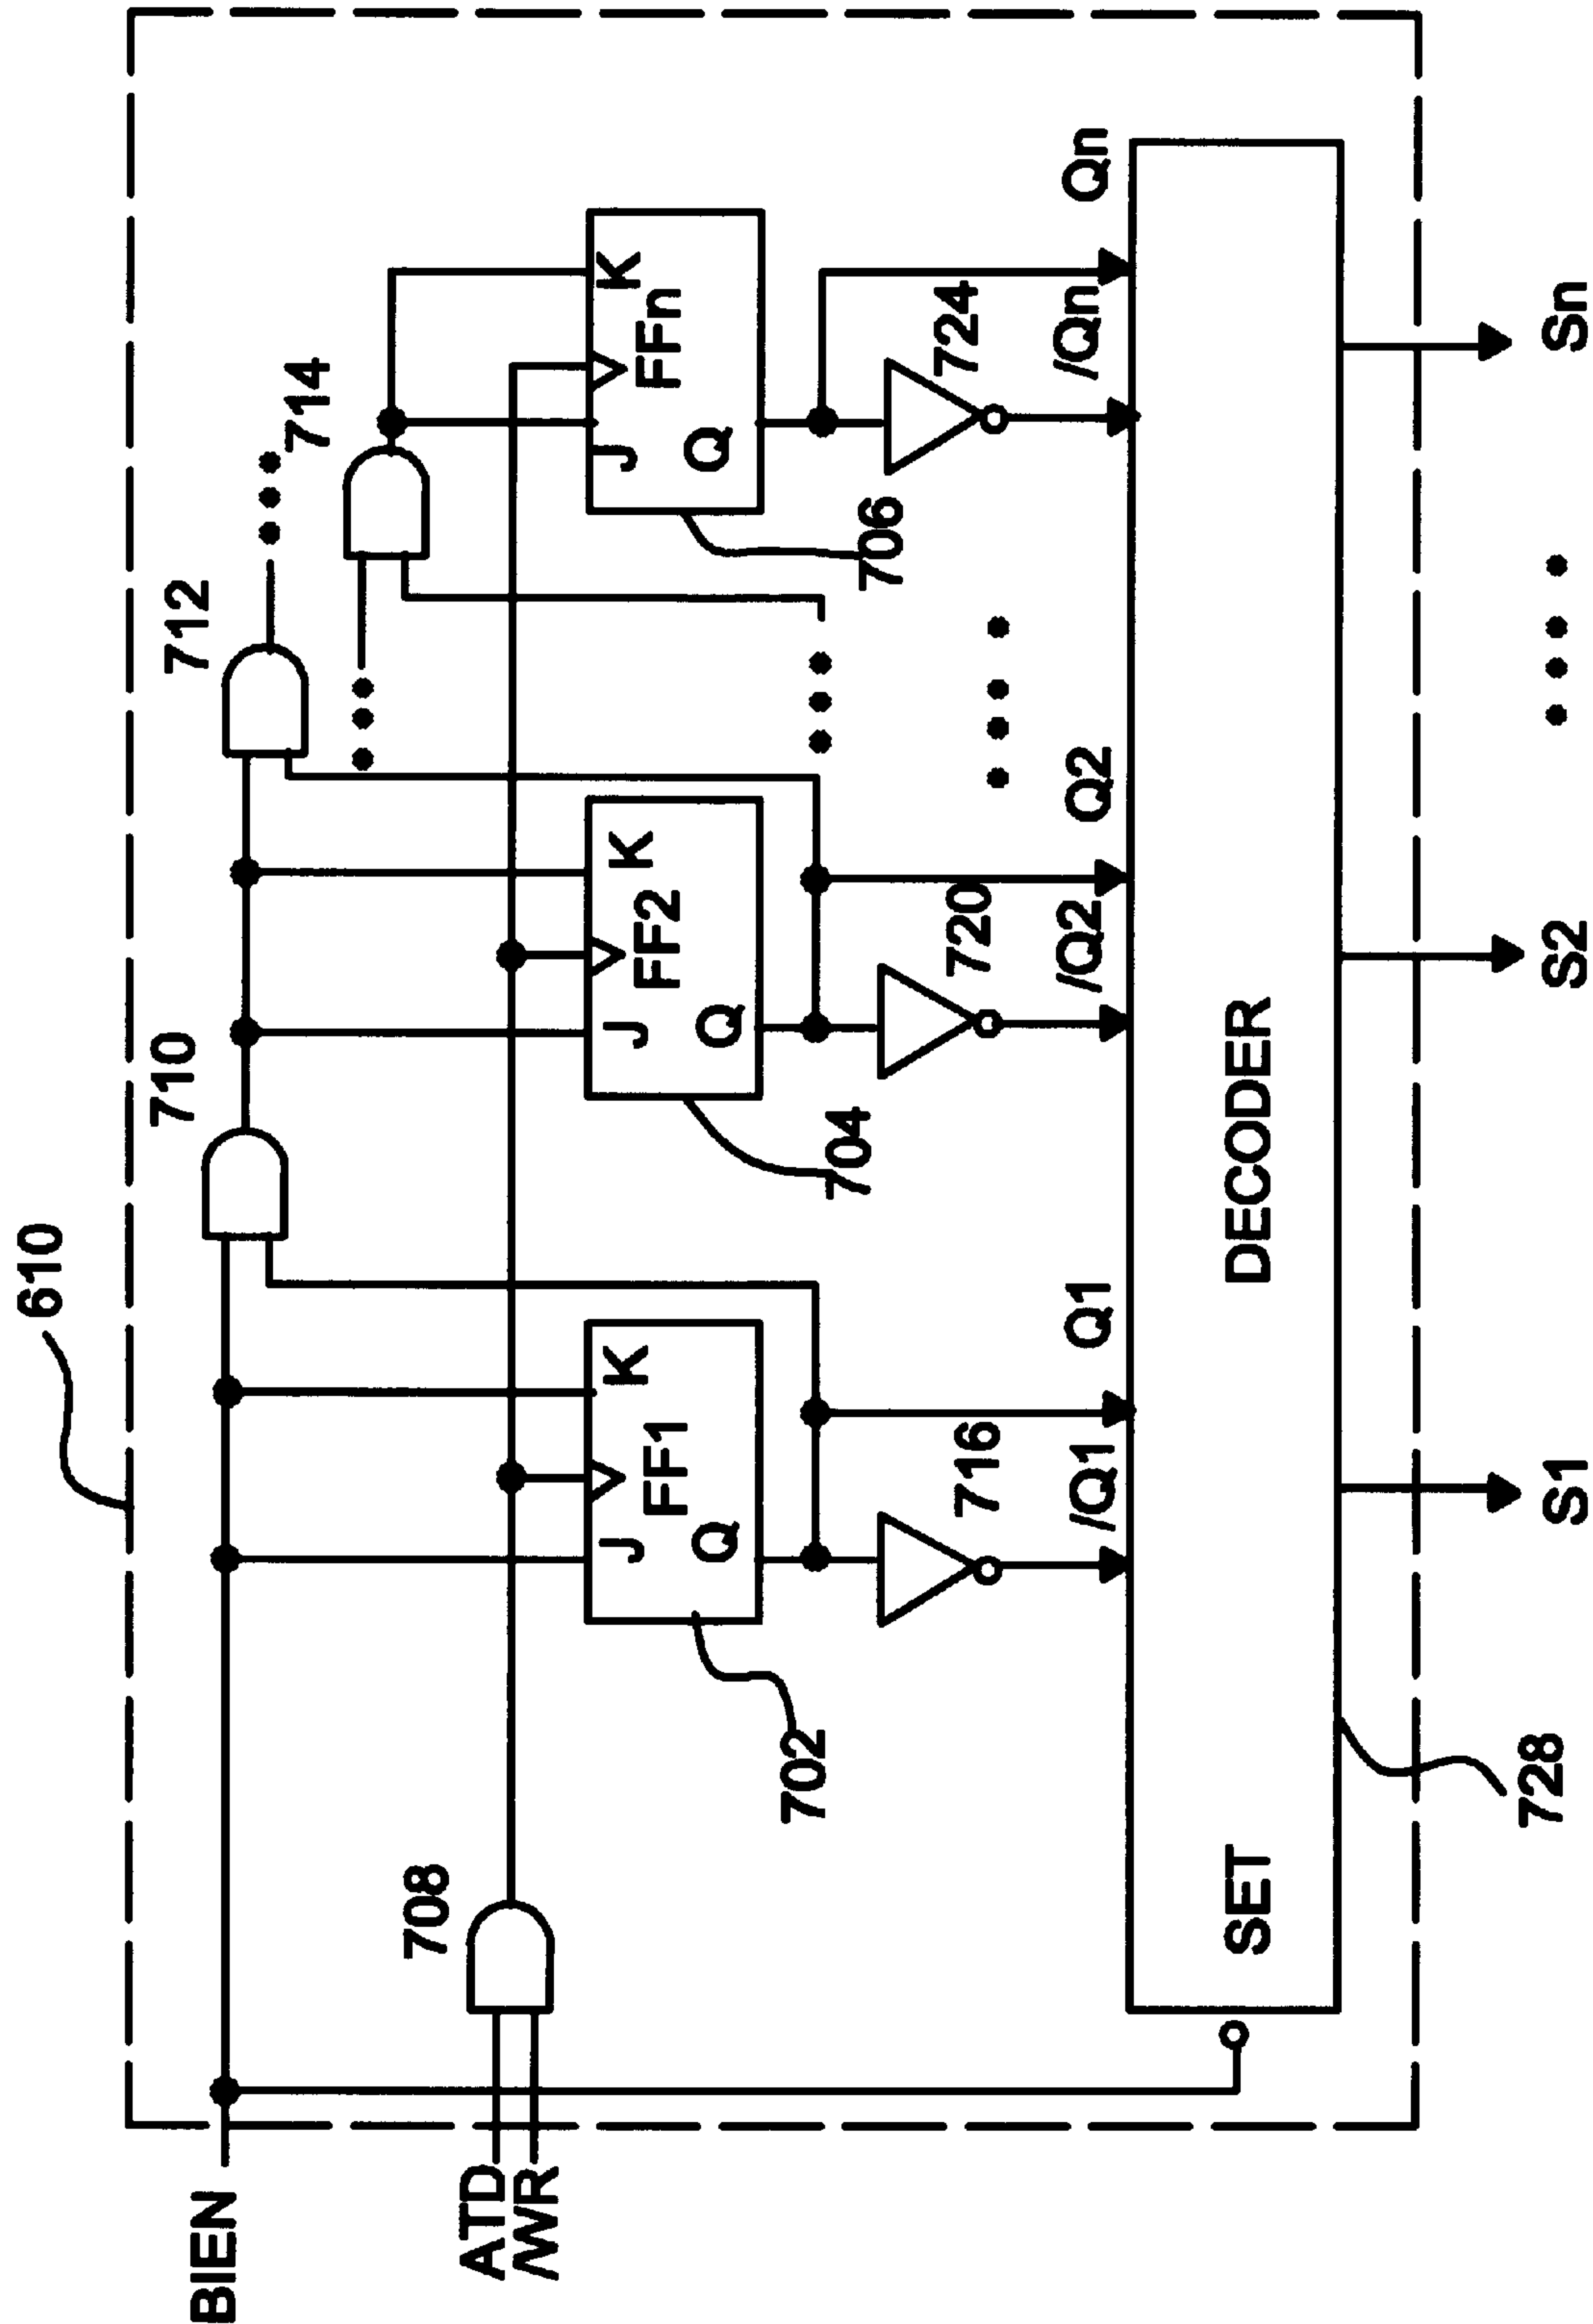 610
710
712
714
BIEN
708
ATD
/WR
J
K
FF1
Q
702
J
K
FF2
Q
704
J
K
FFn
Q
706
716
720
724
/Q1
Q1
/Q2
Q2
/Qn
Qn
SET
DECODER
728
S1
S2
Sn